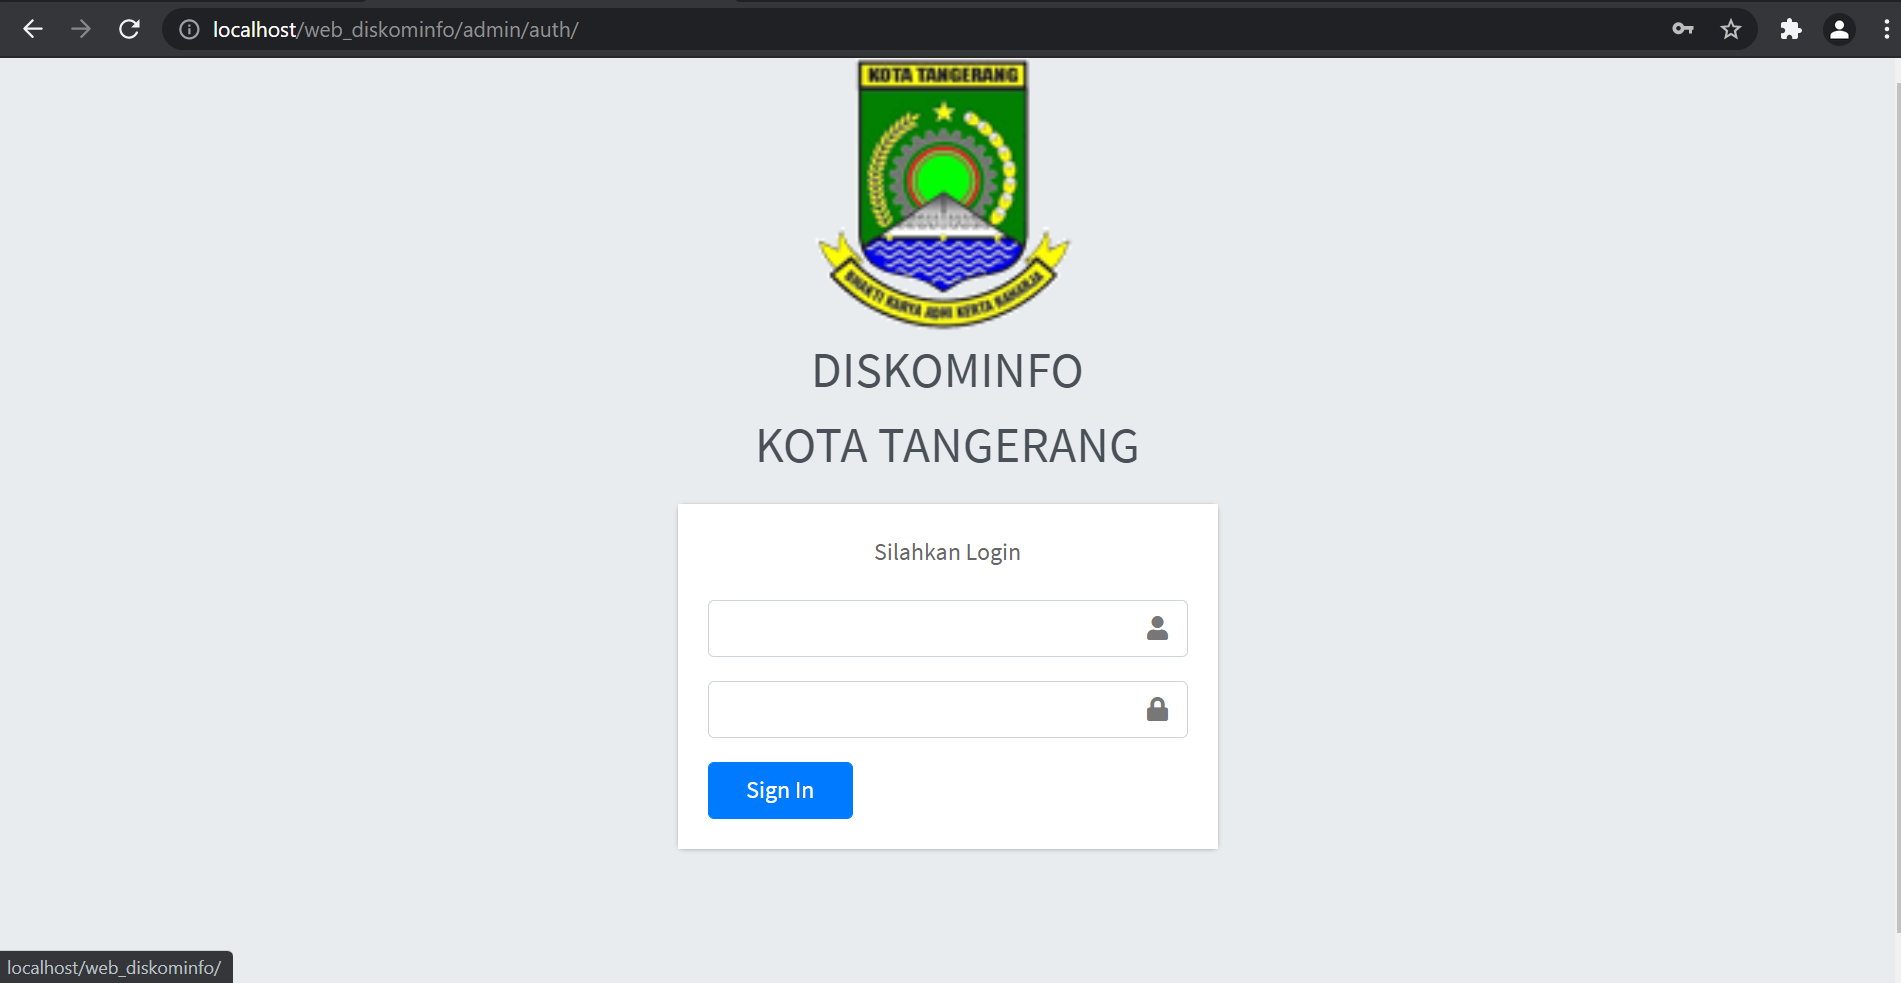 localhost/web_diskominfo/admin/auth/
KOTA TANGERANG
BHAKTI KARYA ADHI KERTA RAHARJA
DISKOMINFO
KOTA TANGERANG
Silahkan Login
Sign In
localhost/web_diskominfo/